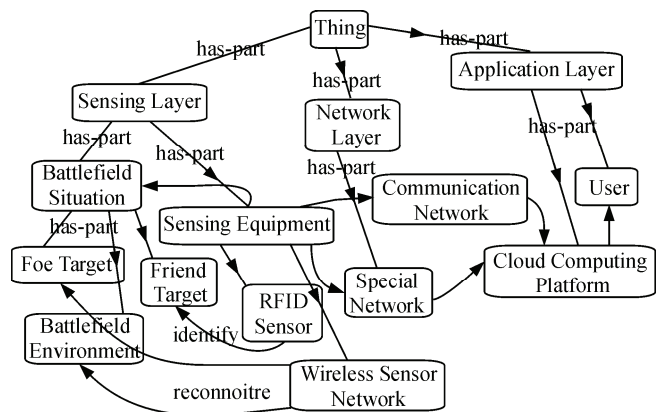 Thing
has-part
has-part
has-part
Application Layer
Sensing Layer
Network
Layer
has-part
has-part
has-part
has-part
Battlefield
Situation
Communication
Network
User
has-part
Sensing Equipment
Foe Target
Friend
Target
RFID
Sensor
Special
Network
Cloud Computing
Platform
Battlefield
Environment
identify
reconnoitre
Wireless Sensor
Network